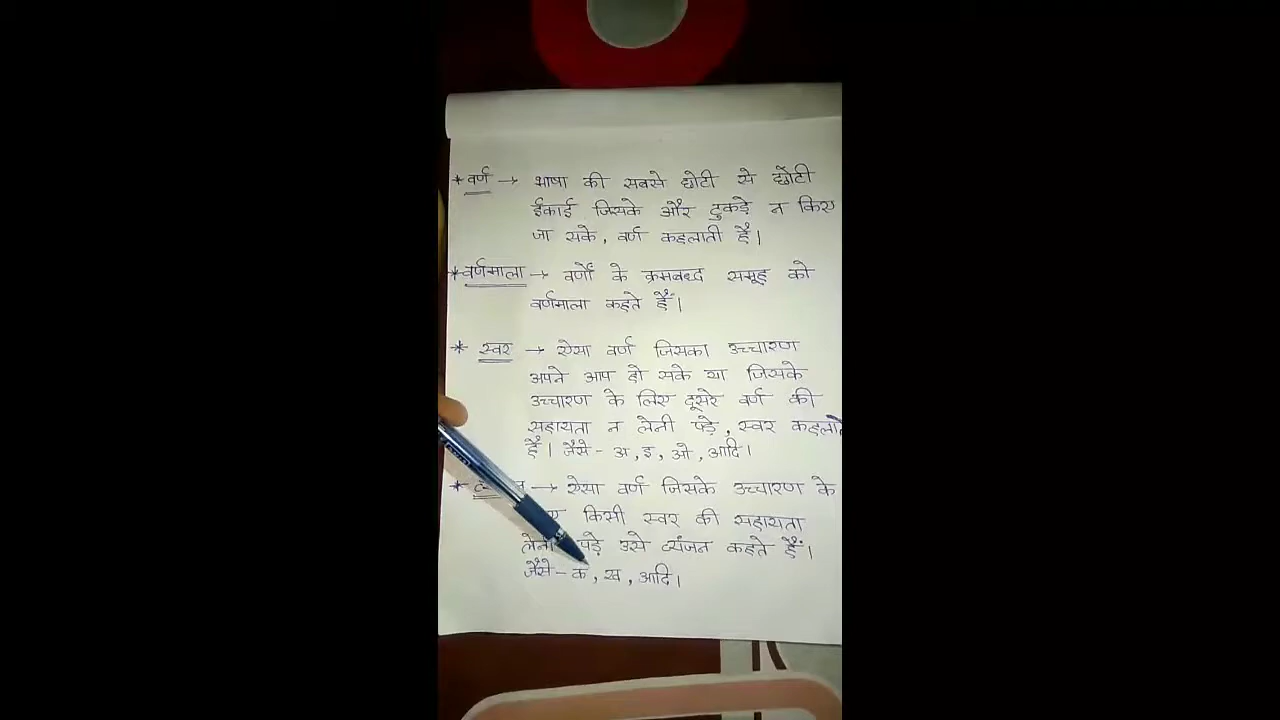 * वर्ण → भाषा की सबसे छोटी से छोटी
ईकाई जिसके और टुकड़े न किए
जा सके, वर्ण कहलाती है।
* वर्णमाला → वर्णों के क्रमबध्द समूह को
वर्णमाला कहते हैं।
* स्वर → ऐसा वर्ण जिसका उच्चारण
अपने आप हो सके या जिसके
उच्चारण के लिए दूसरे वर्ण की
सहायता न लेनी पड़े, स्वर कहलाते
हैं। जैसे - अ, इ, ओ, आदि।
* → ऐसा वर्ण जिसके उच्चारण के
किसी स्वर की सहायता
लेनी पड़े उसे व्यंजन कहते हैं।
जैसे - क, ख, आदि।